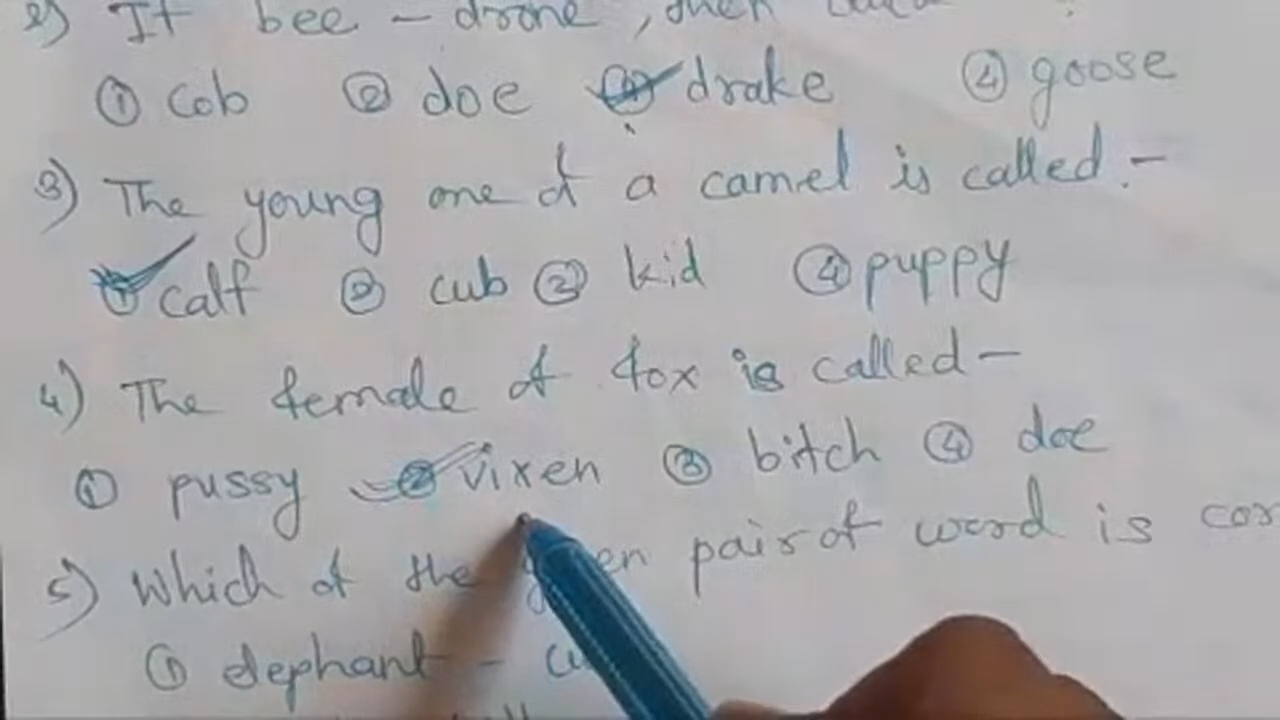 2) If bee - drone, then
① cob ② doe ③ drake ④ goose
3) The young one of a camel is called.-
① calf ② cub ③ kid ④ puppy
4) The female of fox is called-
① pussy ② vixen ③ bitch ④ doe
5) Which of the pair of word is
① elephant -